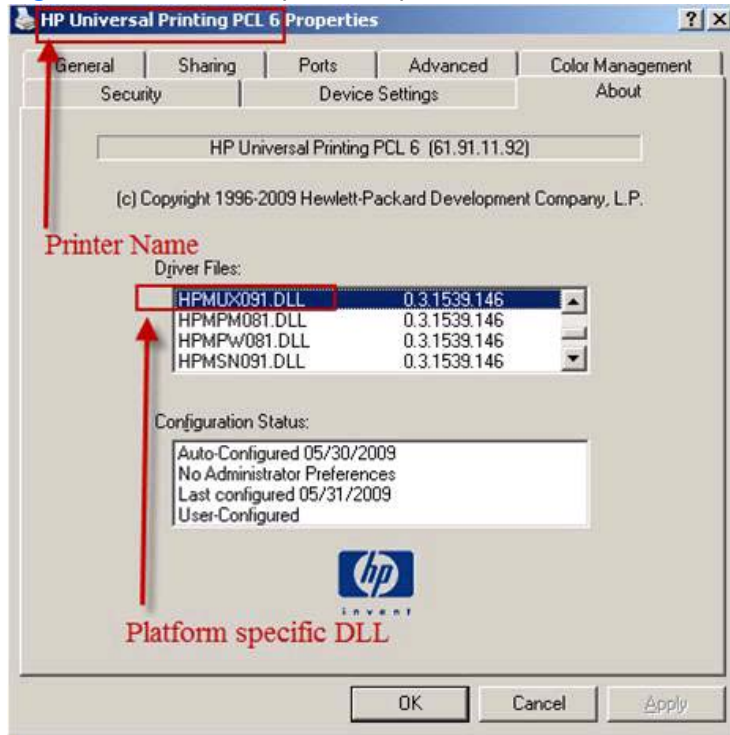 HP Universal Printing PCL 6 Properties
General Sharing Ports Advanced Color Management
Security Device Settings About
HP Universal Printing PCL 6 (61.91.11.92)
(c) Copyright 1996-2009 Hewlett-Packard Development Company, L.P.
Printer Name
Driver Files:
HPMUX091.DLL 0.3.1539.146
HPMPM081.DLL 0.3.1539.146
HPMPW081.DLL 0.3.1539.146
HPMSN091.DLL 0.3.1539.146
Configuration Status:
Auto-Configured 05/30/2009
No Administrator Preferences
Last configured 05/31/2009
User-Configured
hp
invent
Platform specific DLL
OK Cancel Apply